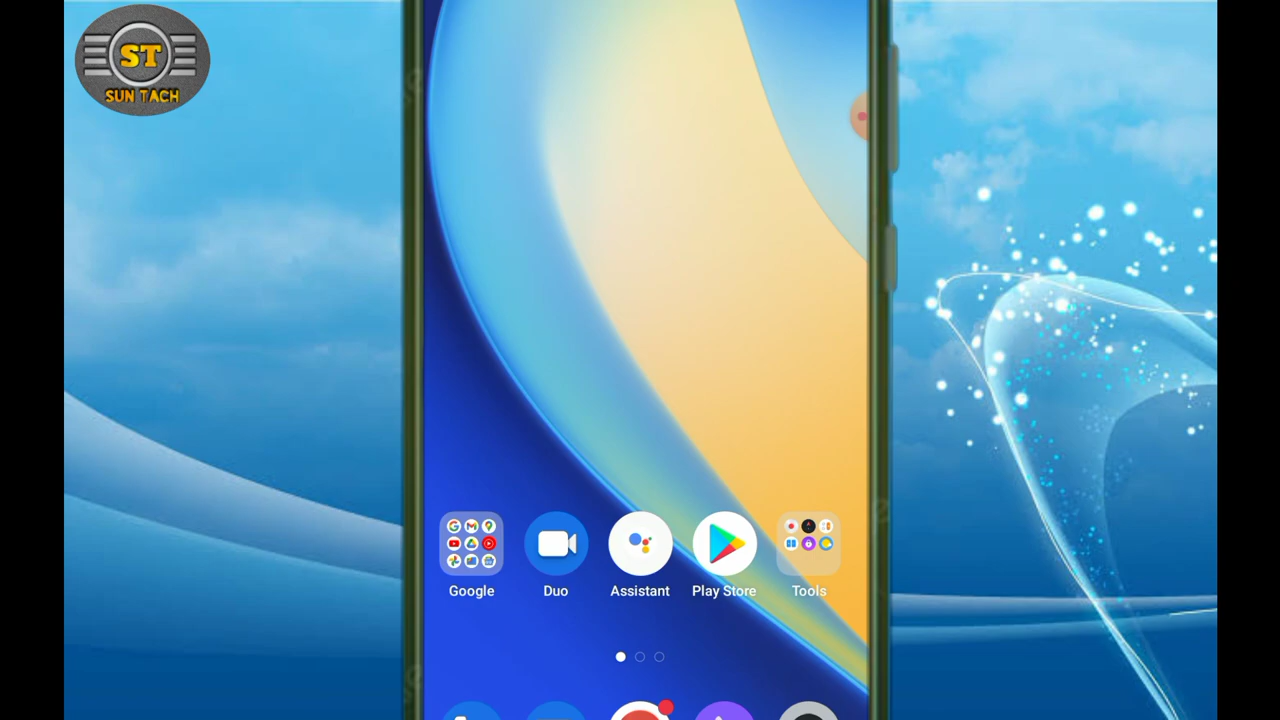 ST
SUN TACH
Google
Duo
Assistant
Play Store
Tools